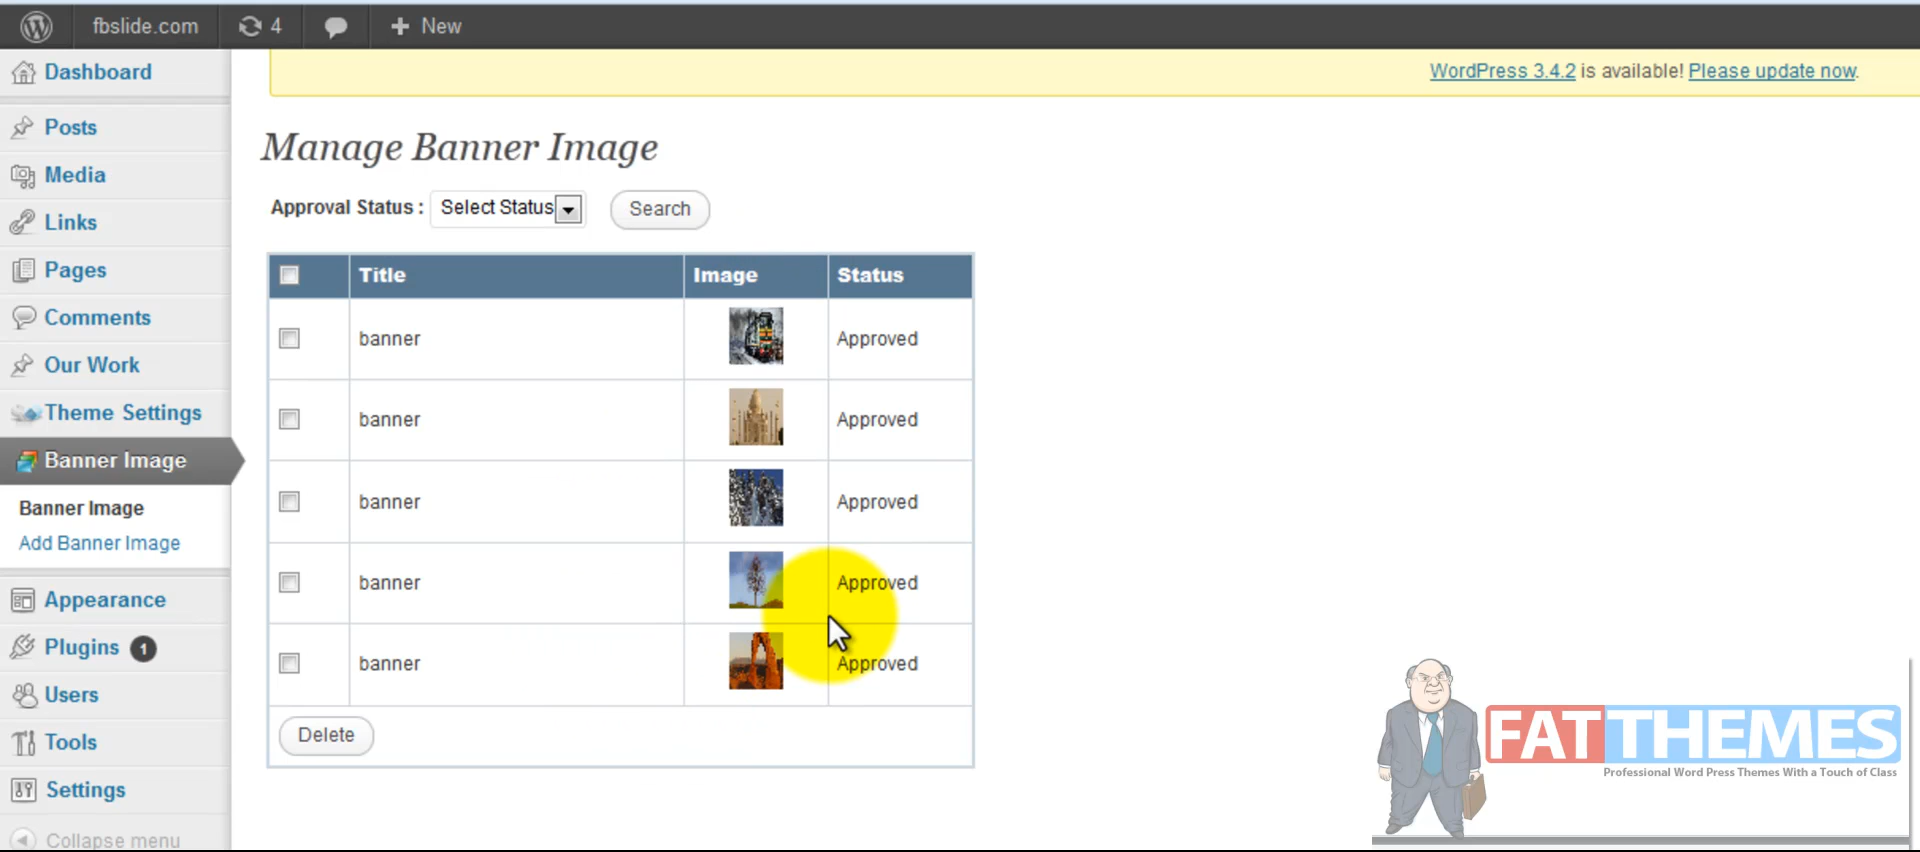 fbslide.com 4 + New
WordPress 3.4.2 is available! Please update now.
Dashboard
Posts
Media
Links
Pages
Comments
Our Work
Theme Settings
Banner Image
Banner Image
Add Banner Image
Appearance
Plugins 1
Users
Tools
Settings
Collapse menu
Manage Banner Image
Approval Status : Select Status Search
Title Image Status
banner Approved
banner Approved
banner Approved
banner Approved
banner Approved
Delete
FATTHEMES
Professional Word Press Themes With a Touch of Class